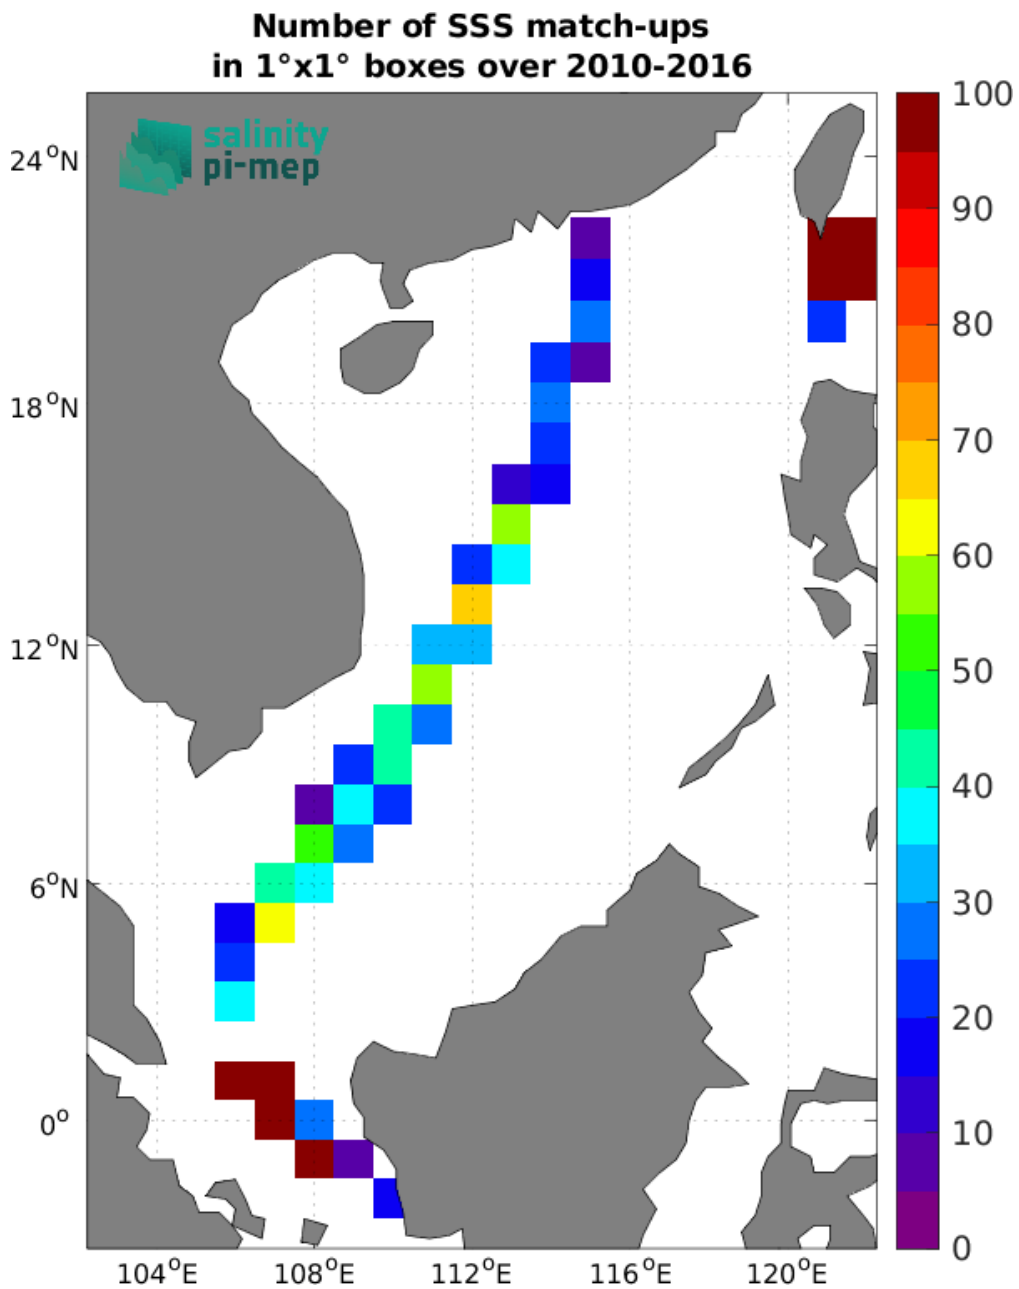 Number of SSS match-ups
in 1°x1° boxes over 2010-2016
salinity
pi-mep
24°N
18°N
12°N
6°N
0°
104°E
108°E
112°E
116°E
120°E
100
90
80
70
60
50
40
30
20
10
0